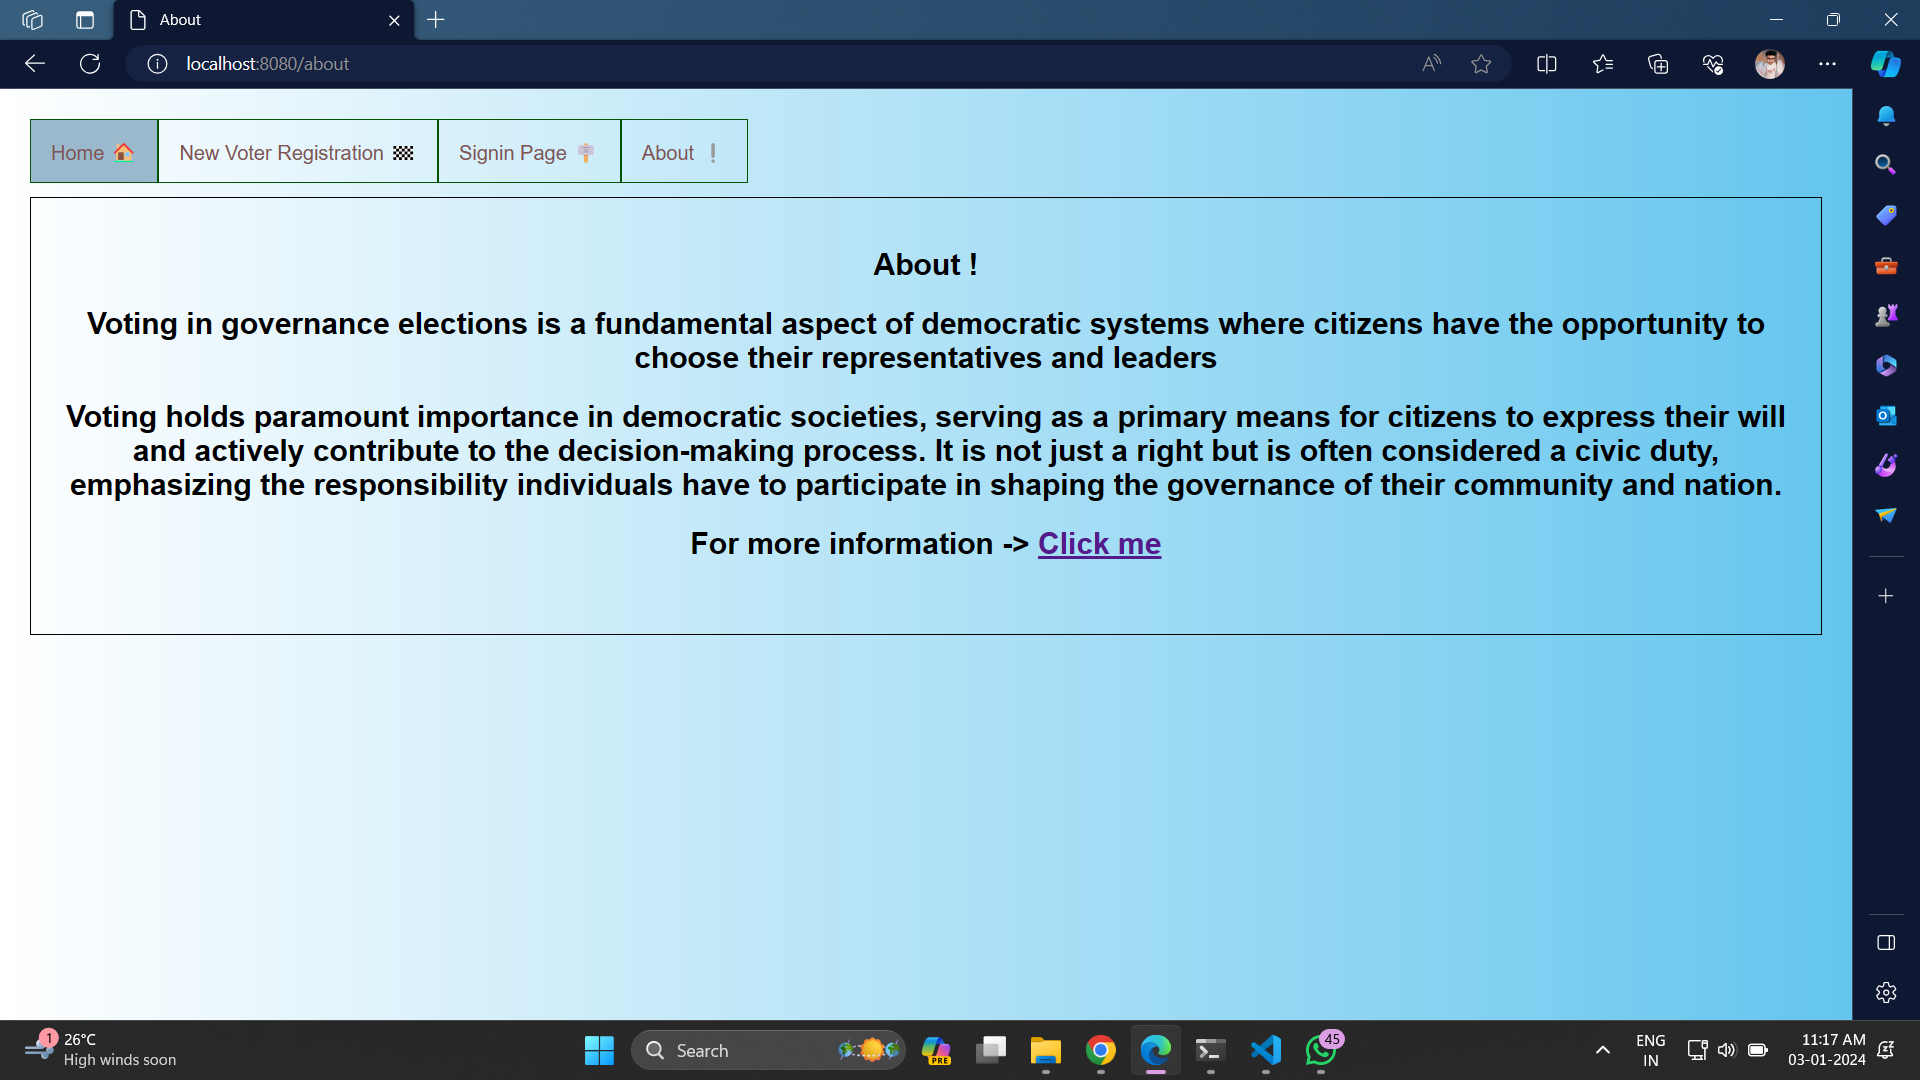 About
localhost:8080/about
Home
New Voter Registration
Signin Page
About
About !
Voting in governance elections is a fundamental aspect of democratic systems where citizens have the opportunity to
choose their representatives and leaders
Voting holds paramount importance in democratic societies, serving as a primary means for citizens to express their will
and actively contribute to the decision-making process. It is not just a right but is often considered a civic duty,
emphasizing the responsibility individuals have to participate in shaping the governance of their community and nation.
For more information -> Click me
1
26°C
High winds soon
Search
PRE
45
ENG
IN
11:17 AM
03-01-2024